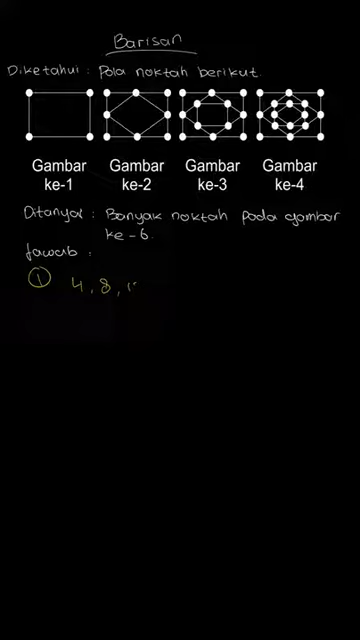 Barisan
Diketahui : Pola noktah berikut.
Gambar ke-1
Gambar ke-2
Gambar ke-3
Gambar ke-4
Ditanya : Banyak noktah pada gambar
ke-6.
Jawab :
① 4, 8, 1